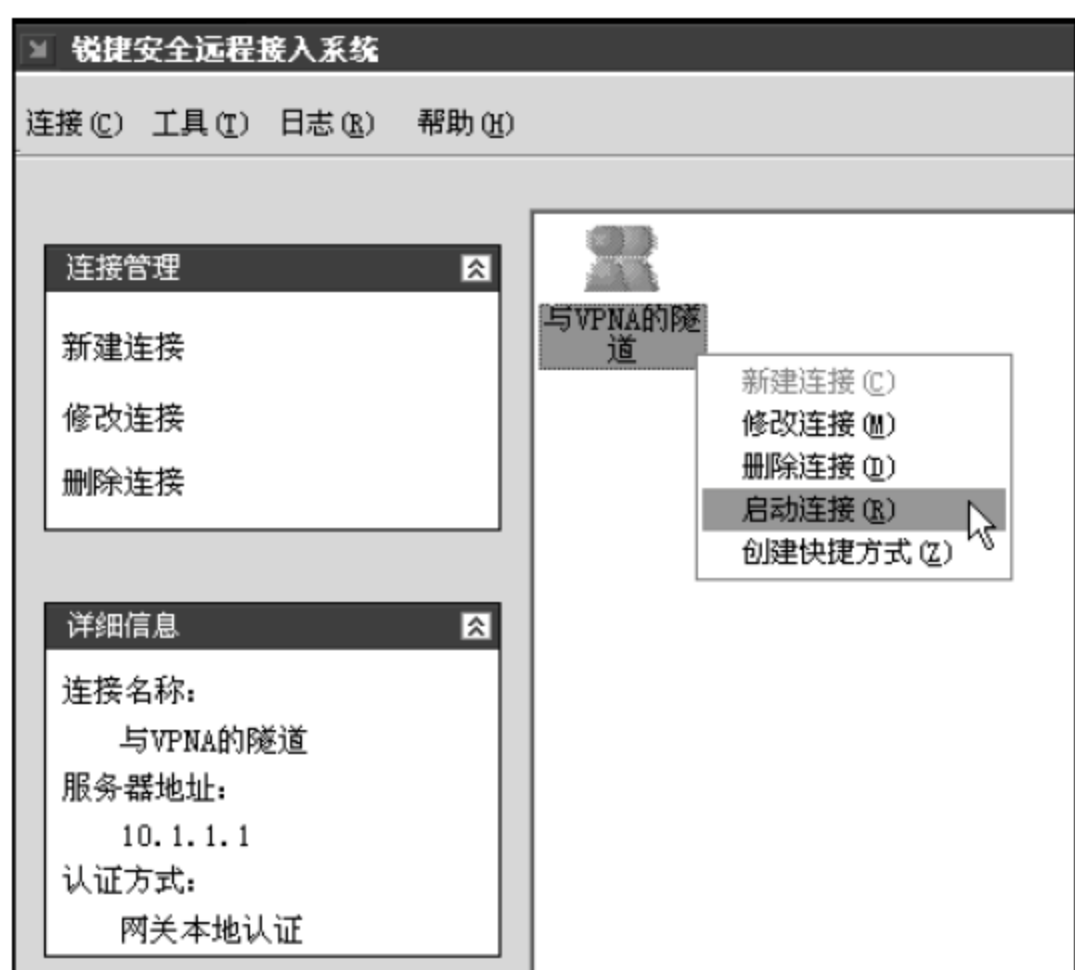 锐捷安全远程接入系统
连接(C) 工具(T) 日志(R) 帮助(H)
连接管理
新建连接
修改连接
删除连接
详细信息
连接名称:
与VPNA的隧道
服务器地址:
10.1.1.1
认证方式:
网关本地认证
与VPNA的隧
道
新建连接(C)
修改连接(M)
删除连接(D)
启动连接(R)
创建快捷方式(Z)